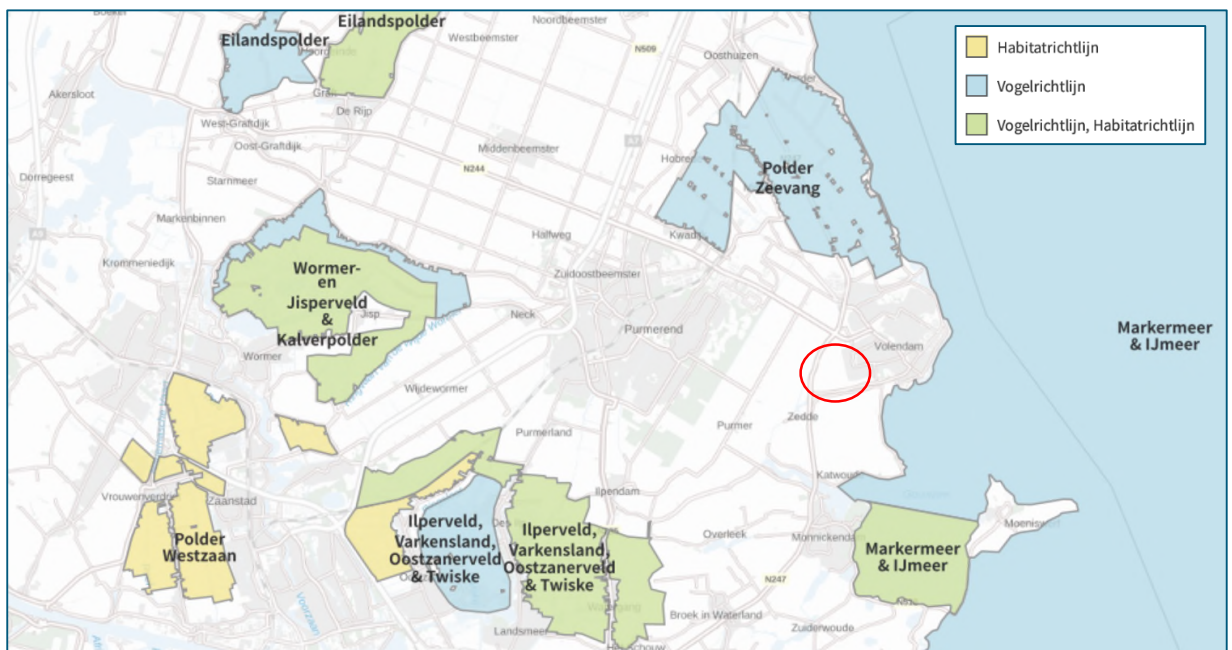 Boekel
Noordbeemster
Eilandspolder
Eilandspolder
Westbeemster
N509
Oosthuizen
Habitatrichtlijn
Vogelrichtlijn
Vogelrichtlijn, Habitatrichtlijn
Akersloot
De Rijp
West-Graftdijk
Oost-Graftdijk
Middenbeemster
A7
N244
Polder
Zeevang
Dorregeest
Starnmeer
Markenbinnen
Halfweg
Krommeniedijk
Zuidoostbeemster
Wormer-
en
Jisperveld
&
Kalverpolder
Jisp
Neck
Purmerend
Volendam
Markermeer
& IJmeer
Wormer
Wijdewormer
Zedde
Purmerland
Purmer
Katwoude
Vrouwenverdriet
Zaanstad
Ilpendam
Polder
Westzaan
Ilperveld,
Varkensland,
Oostzanerveld
& Twiske
Ilperveld,
Varkensland,
Oostzanerveld
& Twiske
Overleek
Monnickendam
Markermeer
& IJmeer
N247
Broek in Waterland
Landsmeer
Zuiderwoude
Voorzaan